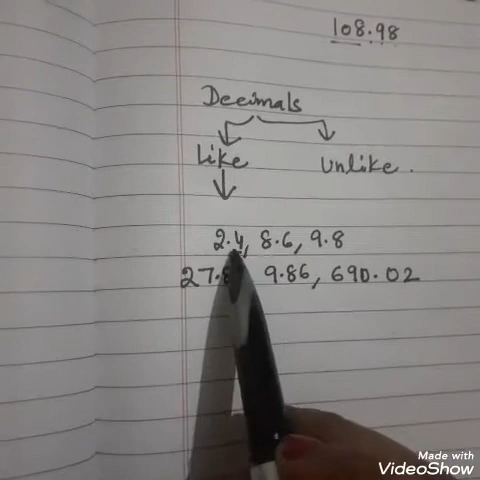 108.98
Decimals
Like Unlike.
2.4, 8.6, 9.8
9.86, 690.02
Made with
VideoShow